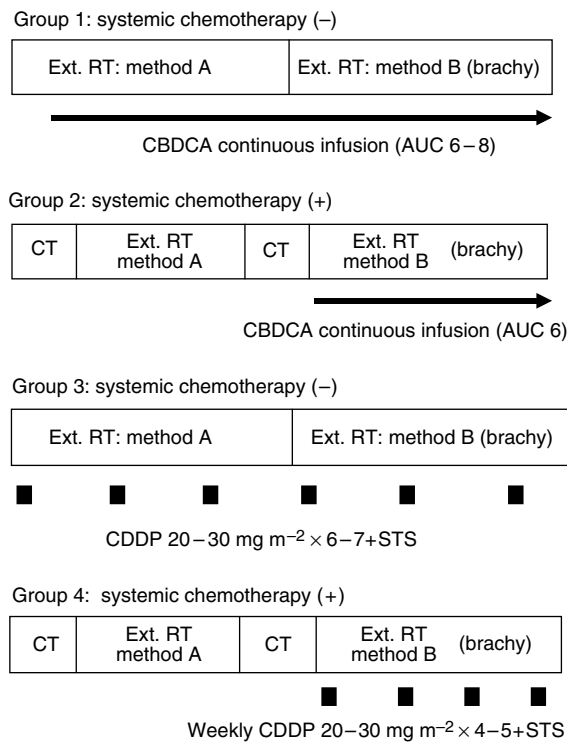 Group 1: systemic chemotherapy (–)
Ext. RT: method A Ext. RT: method B (brachy)
CBDCA continuous infusion (AUC 6–8)
Group 2: systemic chemotherapy (+)
CT Ext. RT method A CT Ext. RT method B (brachy)
CBDCA continuous infusion (AUC 6)
Group 3: systemic chemotherapy (–)
Ext. RT: method A Ext. RT: method B (brachy)
CDDP 20–30 mg m⁻² × 6–7+STS
Group 4: systemic chemotherapy (+)
CT Ext. RT method A CT Ext. RT method B (brachy)
Weekly CDDP 20–30 mg m⁻² × 4–5+STS